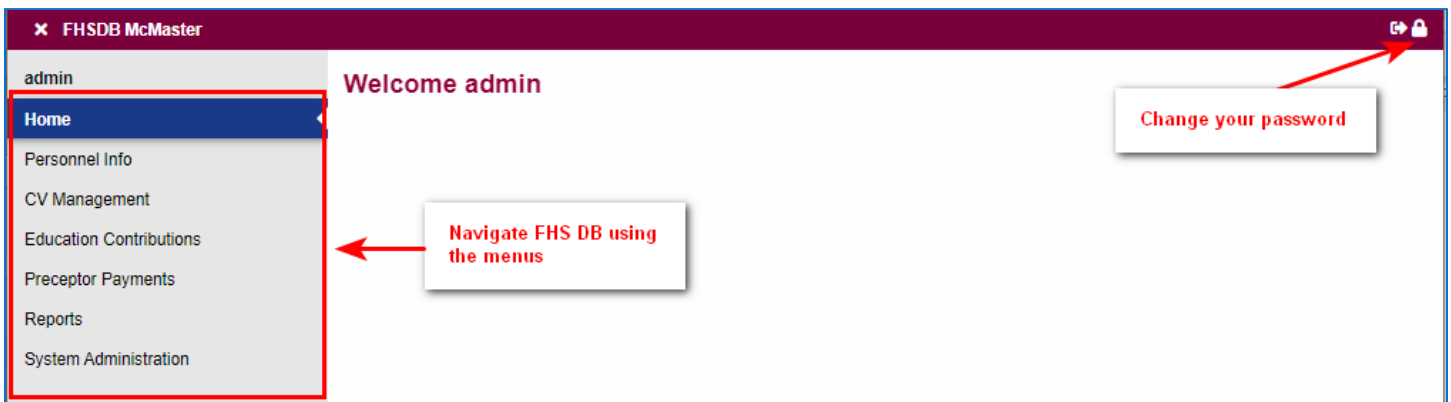 FHSDB McMaster
admin
Welcome admin
Home
Change your password
Personnel Info
CV Management
Education Contributions
Navigate FHS DB using
the menus
Preceptor Payments
Reports
System Administration